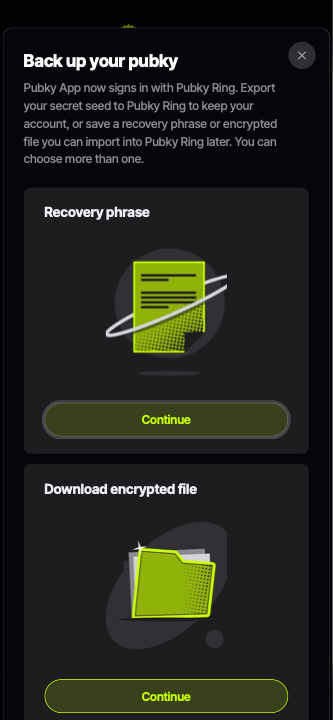 Back up your pubky
Pubky App now signs in with Pubky Ring. Export
your secret seed to Pubky Ring to keep your
account, or save a recovery phrase or encrypted
file you can import into Pubky Ring later. You can
choose more than one.
Recovery phrase
Continue
Download encrypted file
Continue